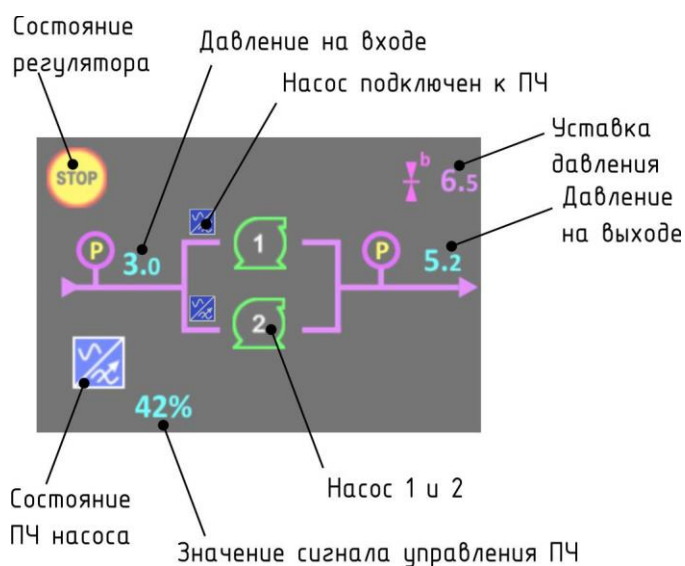 Состояние
регулятора
Давление на входе
Насос подключен к ПЧ
Уставка
давления
Давление
на выходе
STOP
b
6.5
P
3.0
1
P
5.2
2
42%
Состояние
ПЧ насоса
Насос 1 и 2
Значение сигнала управления ПЧ